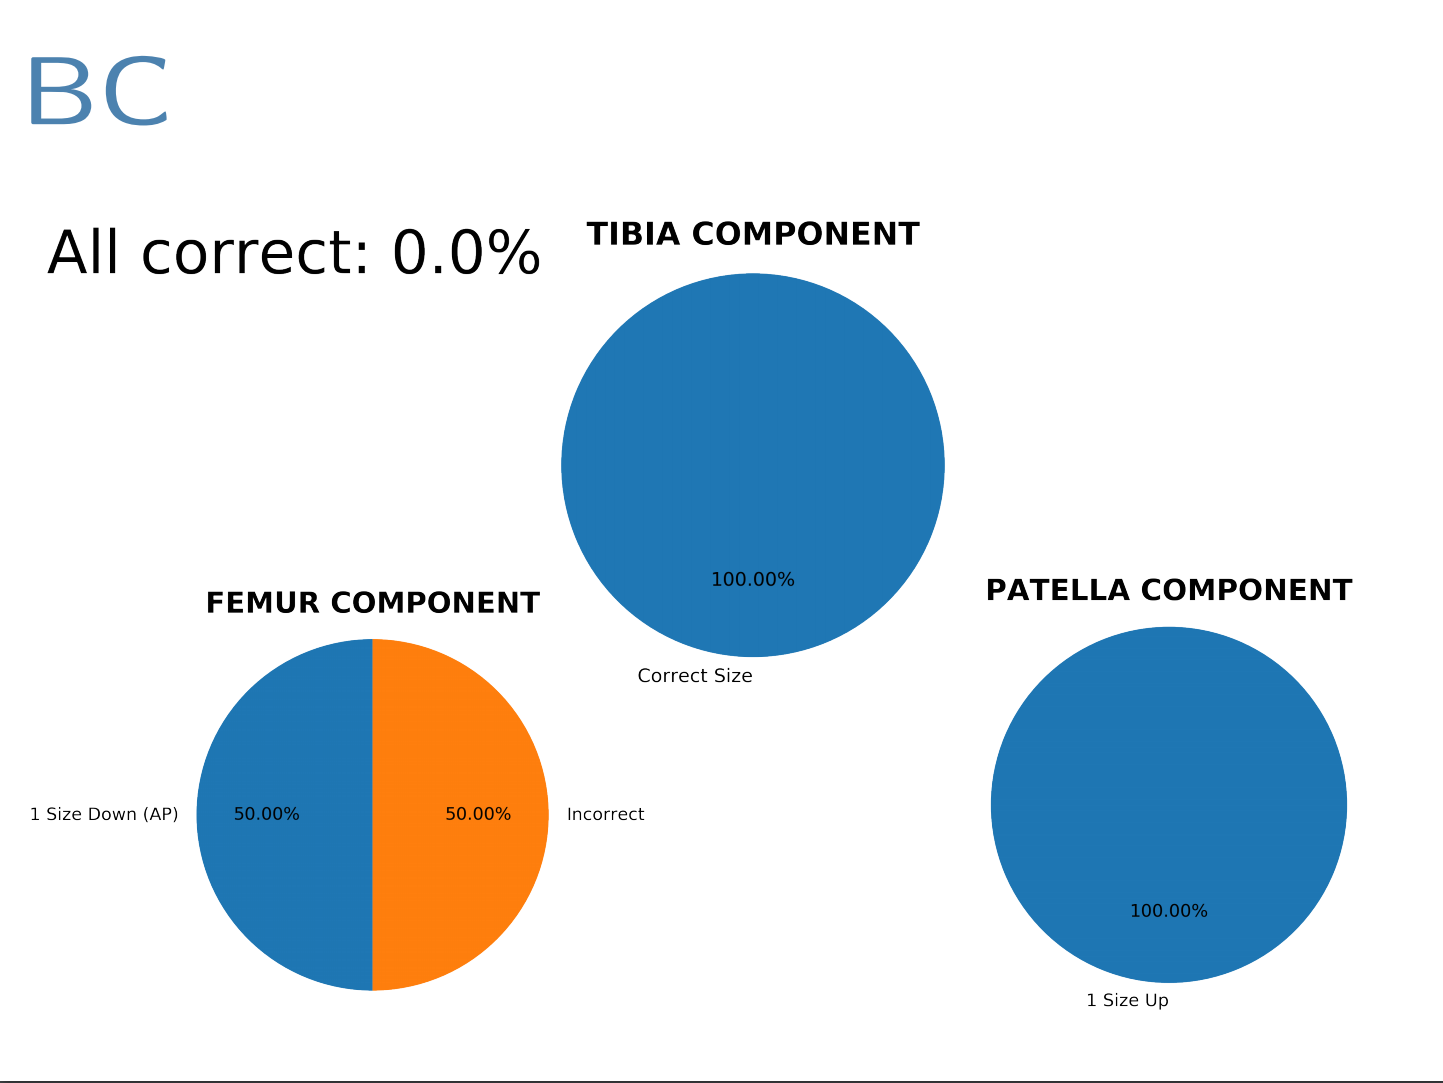 BC
All correct: 0.0%
TIBIA COMPONENT
100.00%
Correct Size
FEMUR COMPONENT
1 Size Down (AP)
50.00%
50.00%
Incorrect
PATELLA COMPONENT
100.00%
1 Size Up